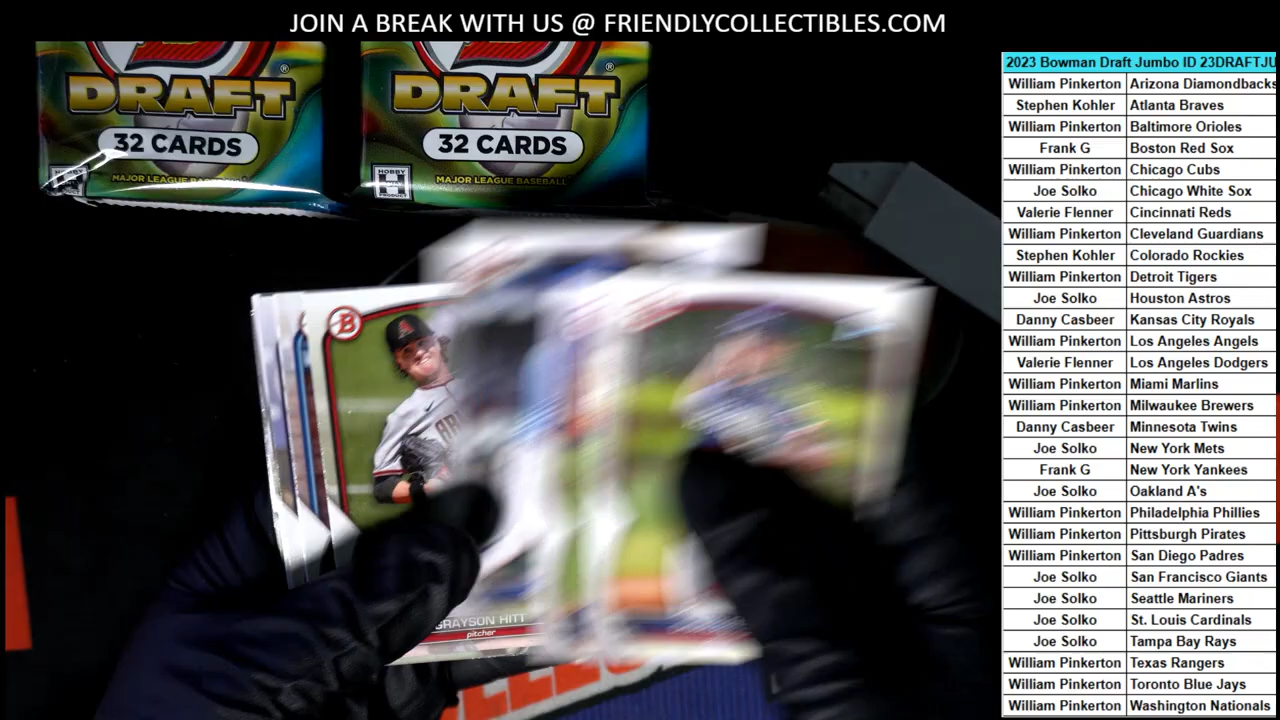 JOIN A BREAK WITH US @ FRIENDLYCOLLECTIBLES.COM
DRAFT®
32 CARDS
MAJOR LEAGUE BASEBALL
DRAFT®
32 CARDS
HOBBY
H
PRODUCT
MAJOR LEAGUE BASEBALL
B
A
GRAYSON HITT
pitcher
2023 Bowman Draft Jumbo ID 23DRAFTJU
William Pinkerton Arizona Diamondbacks
Stephen Kohler Atlanta Braves
William Pinkerton Baltimore Orioles
Frank G Boston Red Sox
William Pinkerton Chicago Cubs
Joe Solko Chicago White Sox
Valerie Flenner Cincinnati Reds
William Pinkerton Cleveland Guardians
Stephen Kohler Colorado Rockies
William Pinkerton Detroit Tigers
Joe Solko Houston Astros
Danny Casbeer Kansas City Royals
William Pinkerton Los Angeles Angels
Valerie Flenner Los Angeles Dodgers
William Pinkerton Miami Marlins
William Pinkerton Milwaukee Brewers
Danny Casbeer Minnesota Twins
Joe Solko New York Mets
Frank G New York Yankees
Joe Solko Oakland A's
William Pinkerton Philadelphia Phillies
William Pinkerton Pittsburgh Pirates
William Pinkerton San Diego Padres
Joe Solko San Francisco Giants
Joe Solko Seattle Mariners
Joe Solko St. Louis Cardinals
Joe Solko Tampa Bay Rays
William Pinkerton Texas Rangers
William Pinkerton Toronto Blue Jays
William Pinkerton Washington Nationals